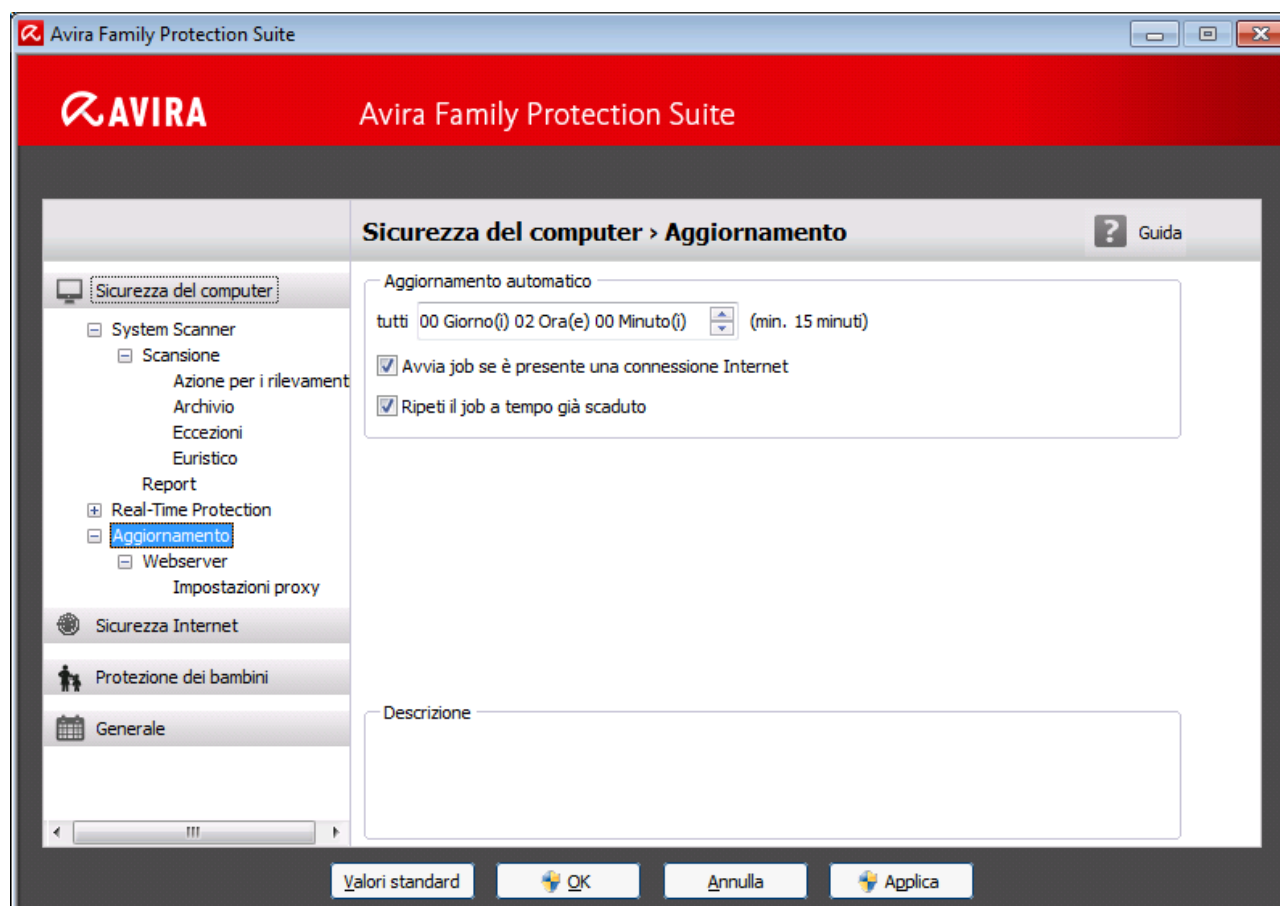 Avira Family Protection Suite
AVIRA
Avira Family Protection Suite
Sicurezza del computer › Aggiornamento
? Guida
Sicurezza del computer
System Scanner
Scansione
Azione per i rilevament
Archivio
Eccezioni
Euristico
Report
Real-Time Protection
Aggiornamento
Webserver
Impostazioni proxy
Sicurezza Internet
Protezione dei bambini
Generale
Aggiornamento automatico
tutti 00 Giorno(i) 02 Ora(e) 00 Minuto(i) (min. 15 minuti)
Avvia job se è presente una connessione Internet
Ripeti il job a tempo già scaduto
Descrizione
Valori standard OK Annulla Applica